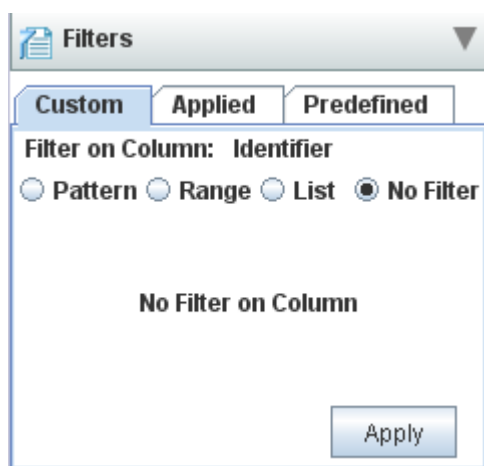 Filters
Custom Applied Predefined
Filter on Column: Identifier
Pattern Range List No Filter
No Filter on Column
Apply